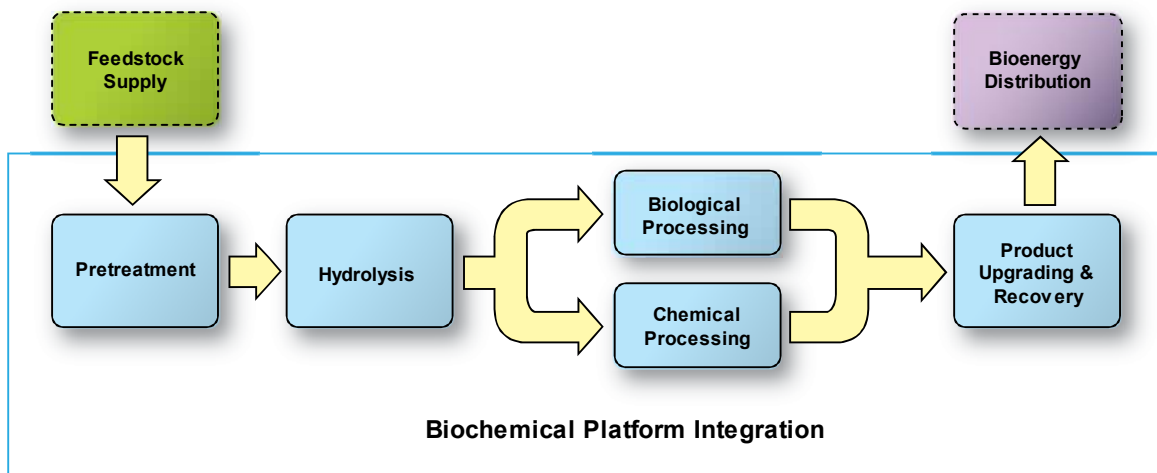 Feedstock
Supply
Bioenergy
Distribution
Pretreatment
Hydrolysis
Biological
Processing
Chemical
Processing
Product
Upgrading &
Recovery
Biochemical Platform Integration